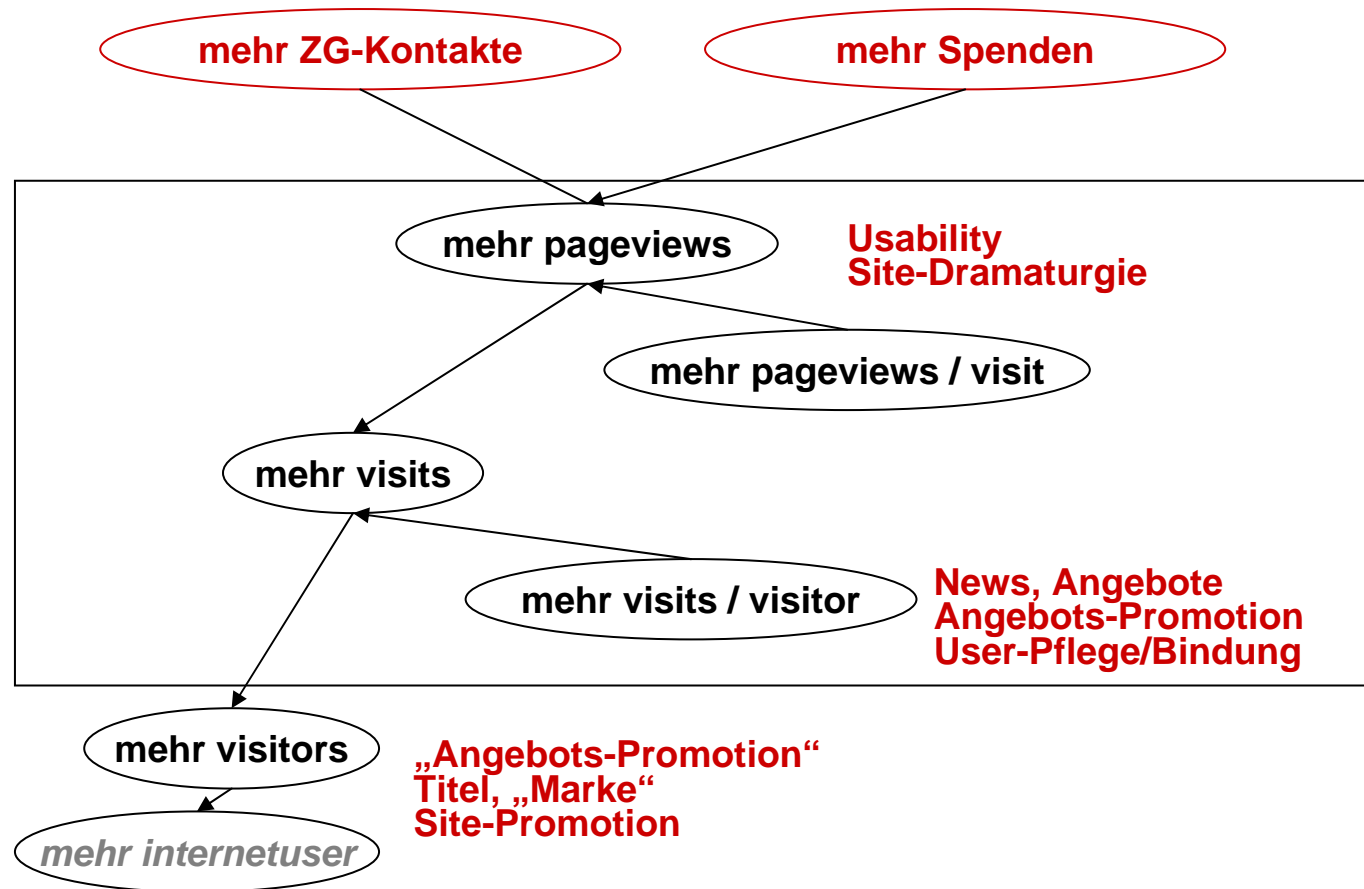 mehr ZG-Kontakte
mehr Spenden
mehr pageviews
Usability
Site-Dramaturgie
mehr pageviews / visit
mehr visits
mehr visits / visitor
News, Angebote
Angebots-Promotion
User-Pflege/Bindung
mehr visitors
„Angebots-Promotion“
Titel, „Marke“
Site-Promotion
mehr internetuser